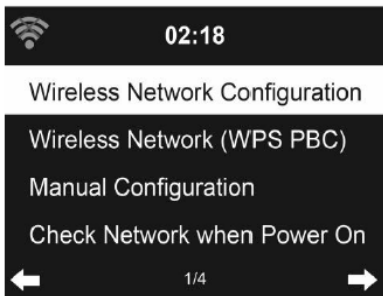 02:18
Wireless Network Configuration
Wireless Network (WPS PBC)
Manual Configuration
Check Network when Power On
1/4